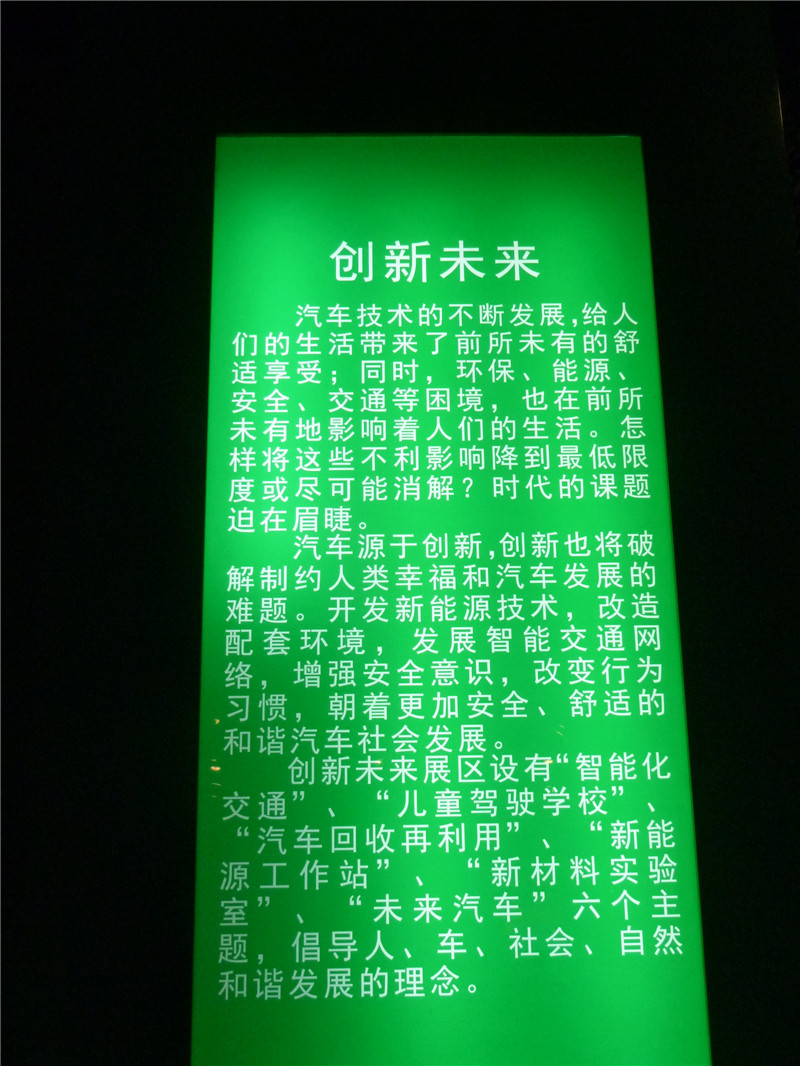 创新未来
汽车技术的不断发展,给人
们的生活带来了前所未有的舒
适享受；同时，环保、能源、
安全、交通等困境，也在前所
未有地影响着人们的生活。怎
样将这些不利影响降到最低限
度或尽可能消解？时代的课题
迫在眉睫。
汽车源于创新,创新也将破
解制约人类幸福和汽车发展的
难题。开发新能源技术，改造
配套环境，发展智能交通网
络，增强安全意识，改变行为
习惯，朝着更加安全、舒适的
和谐汽车社会发展。
创新未来展区设有“智能化
交通”、“儿童驾驶学校”、
“汽车回收再利用”、“新能
源工作站”、“新材料实验
室”、“未来汽车”六个主
题，倡导人、车、社会、自然
和谐发展的理念。